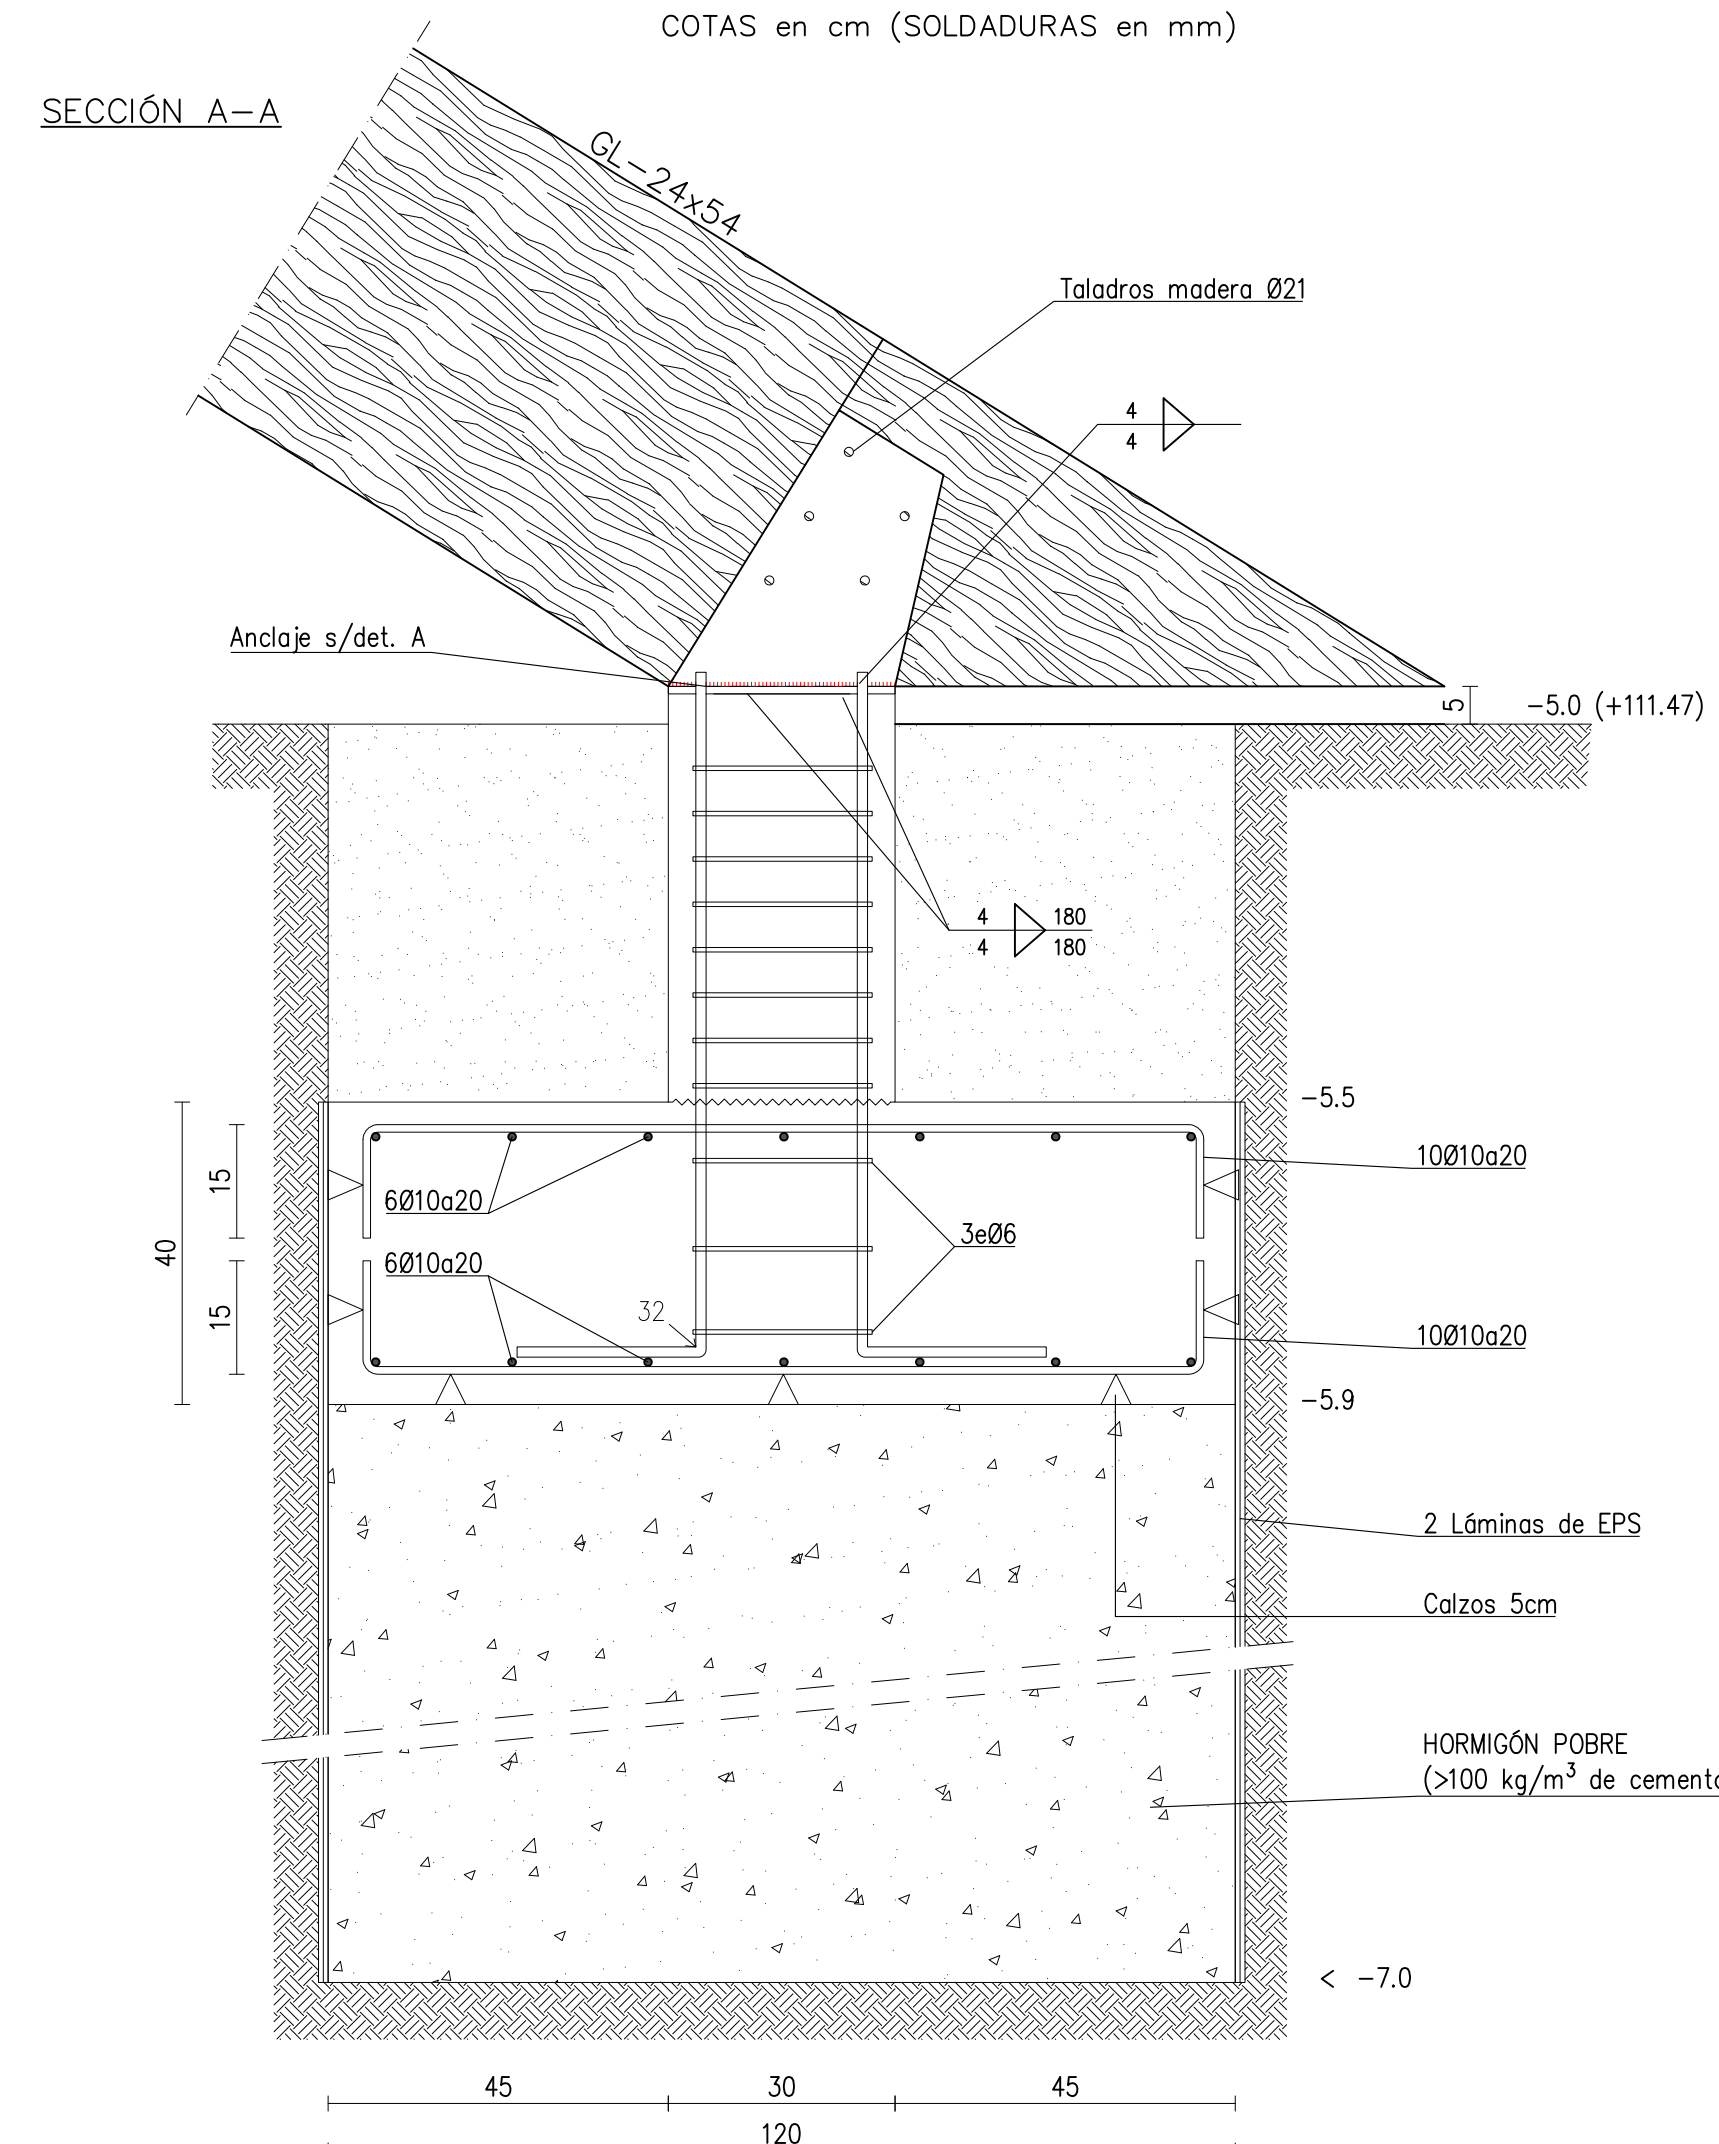 COTAS en cm (SOLDADURAS en mm)
SECCIÓN A-A
GL-24x54
Taladros madera Ø21
4
4
Anclaje s/det. A
5
-5.0 (+111.47)
4 180
4 180
-5.5
10Ø10a20
15
6Ø10a20
3eØ6
40
6Ø10a20
32
15
10Ø10a20
-5.9
2 Láminas de EPS
Calzos 5cm
HORMIGÓN POBRE
(>100 kg/m³ de cemento
< -7.0
45 30 45
120